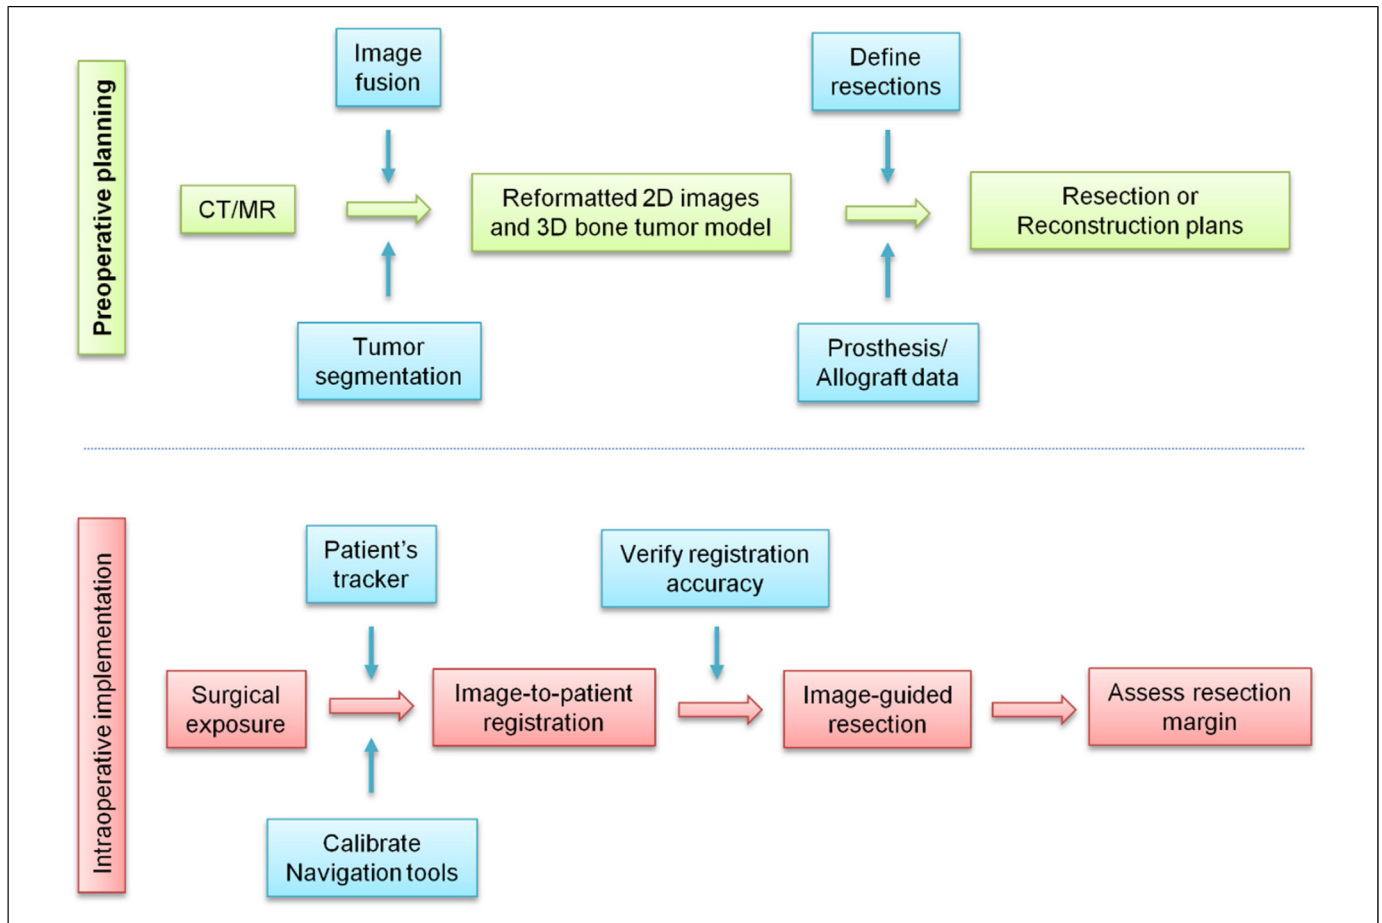 Preoperative planning
Image
fusion
Define
resections
CT/MR
Reformatted 2D images
and 3D bone tumor model
Resection or
Reconstruction plans
Tumor
segmentation
Prosthesis/
Allograft data
Intraoperative implementation
Patient's
tracker
Verify registration
accuracy
Surgical
exposure
Image-to-patient
registration
Image-guided
resection
Assess resection
margin
Calibrate
Navigation tools